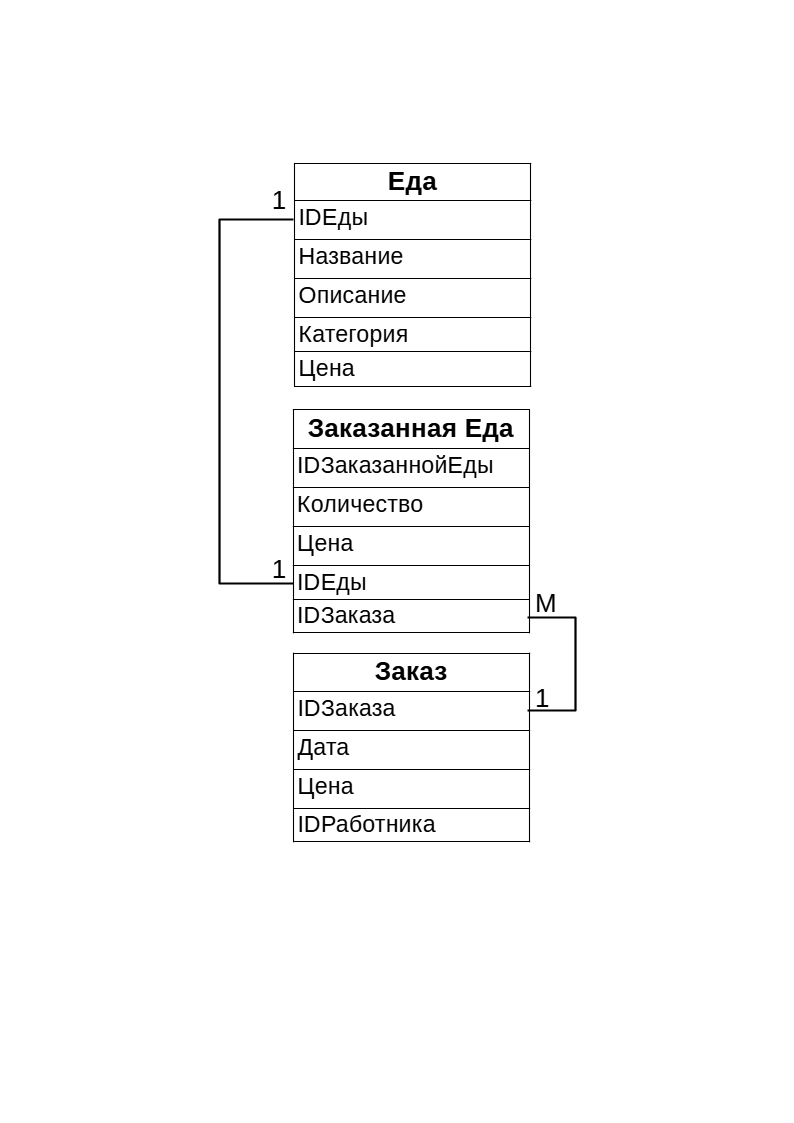 Еда
1
IDЕды
Название
Описание
Категория
Цена
Заказанная Еда
IDЗаказаннойЕды
Количество
Цена
1
IDЕды
M
IDЗаказа
Заказ
IDЗаказа
1
Дата
Цена
IDРаботника